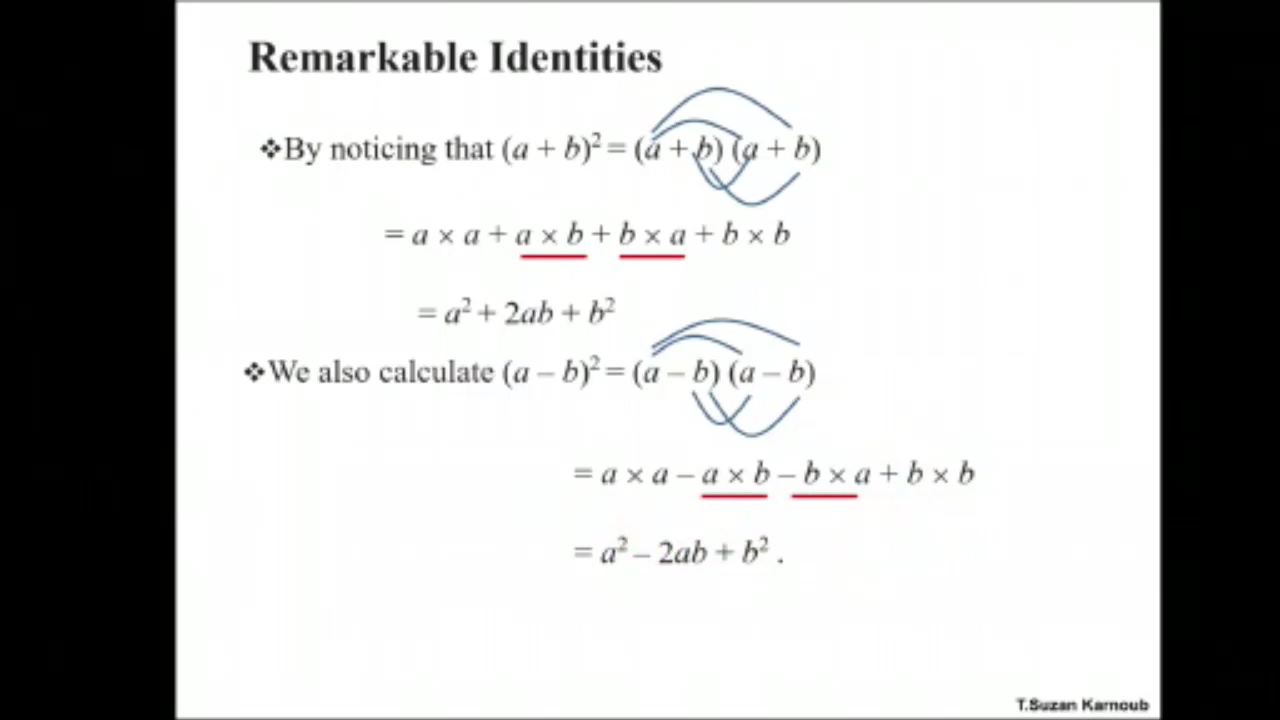 Remarkable Identities
❖By noticing that (a + b)² = (a + b) (a + b)
= a × a + a × b + b × a + b × b
= a² + 2ab + b²
❖We also calculate (a – b)² = (a – b) (a – b)
= a × a – a × b – b × a + b × b
= a² – 2ab + b² .
T.Suzan Karnoub